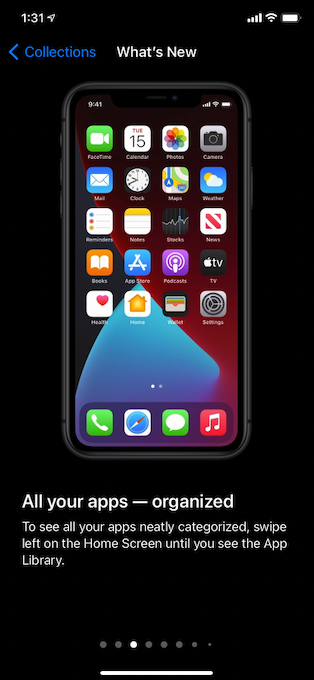 1:31
Collections What's New
9:41
TUE
15
FaceTime Calendar Photos Camera
Mail Clock Maps Weather
Reminders Notes Stocks News
tv
Books App Store Podcasts TV
Health Home Wallet Settings
All your apps — organized
To see all your apps neatly categorized, swipe
left on the Home Screen until you see the App
Library.